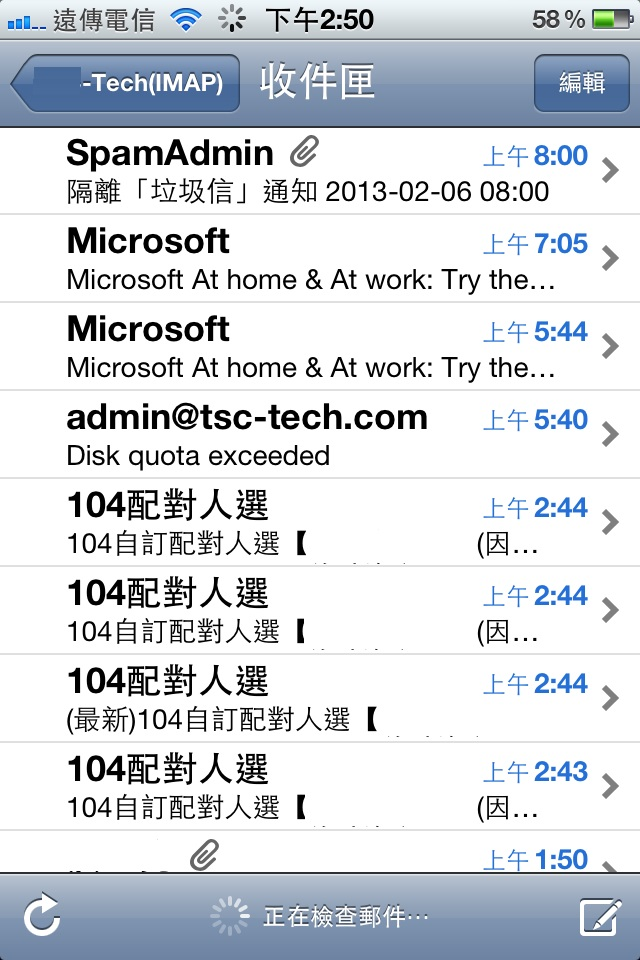 遠傳電信 下午2:50 58%
-Tech(IMAP) 收件匣 編輯
SpamAdmin 上午 8:00
隔離「垃圾信」通知 2013-02-06 08:00
Microsoft 上午 7:05
Microsoft At home & At work: Try the…
Microsoft 上午 5:44
Microsoft At home & At work: Try the…
admin@tsc-tech.com 上午 5:40
Disk quota exceeded
104配對人選 上午 2:44
104自訂配對人選【 (因…
104配對人選 上午 2:44
104自訂配對人選【 (因…
104配對人選 上午 2:44
(最新)104自訂配對人選【
104配對人選 上午 2:43
104自訂配對人選【 (因…
上午 1:50
正在檢查郵件…